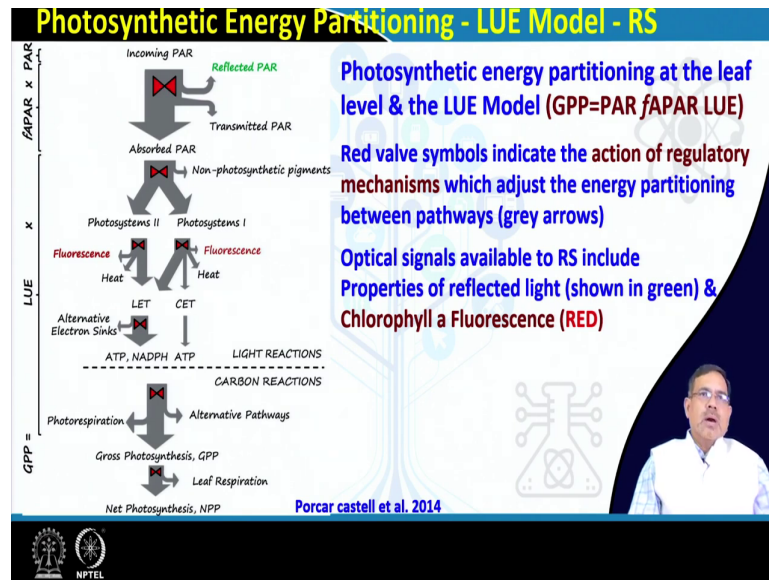 Photosynthetic Energy Partitioning - LUE Model - RS
Incoming PAR
Reflected PAR
Transmitted PAR
Absorbed PAR
Non-photosynthetic pigments
Photosystems II Photosystems I
Fluorescence
Fluorescence
Heat
Heat
LET CET
Alternative
Electron Sinks
ATP, NADPH ATP
LIGHT REACTIONS
CARBON REACTIONS
Photorespiration
Alternative Pathways
Gross Photosynthesis, GPP
Leaf Respiration
Net Photosynthesis, NPP
GPP = LUE x fAPAR x PAR
Photosynthetic energy partitioning at the leaf
level & the LUE Model (GPP=PAR fAPAR LUE)
Red valve symbols indicate the action of regulatory
mechanisms which adjust the energy partitioning
between pathways (grey arrows)
Optical signals available to RS include
Properties of reflected light (shown in green) &
Chlorophyll a Fluorescence (RED)
Porcar castell et al. 2014
NPTEL